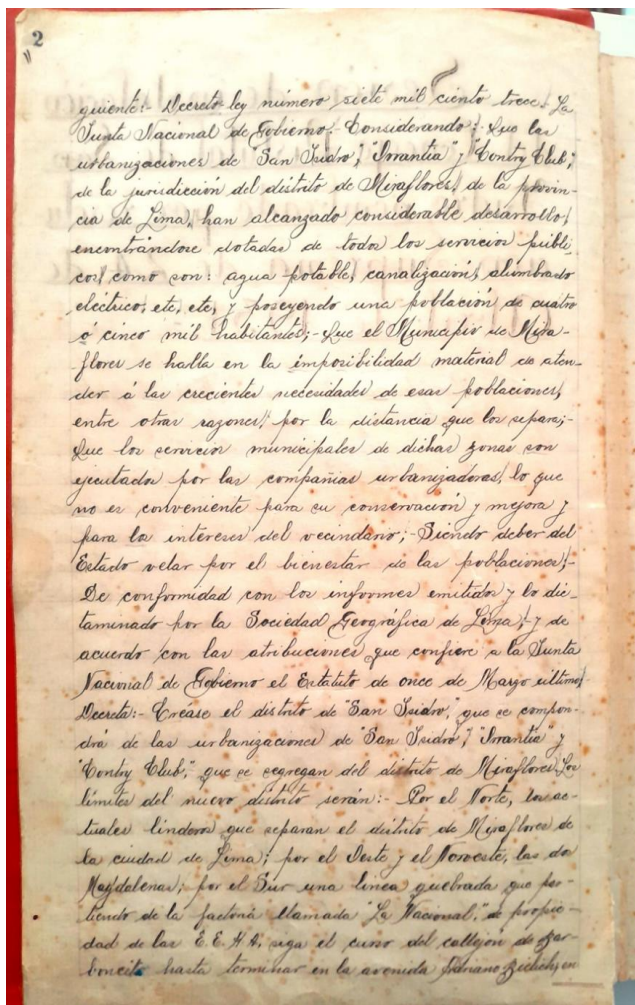 2
guiente:- Decreto-ley número siete mil ciento trece. La
Junta Nacional de Gobierno. Considerando:- Que las
urbanizaciones de "San Isidro", "Orrantia" y "Contry Club",
de la jurisdicción del distrito de Miraflores, de la provin-
cia de Lima, han alcanzado considerable desarrollo,
encontrándose dotadas de todos los servicios públi-
cos, como son: agua potable, canalización, alumbrado
electrico, etc, etc, y poseyendo una población de cuatro
ó cinco mil habitantes;- Que el Municipio de Mira-
flores se halla en la imposibilidad material de aten-
der á las crecientes necesidades de esas poblaciones,
entre otras razones, por la distancia que los separa;-
Que los servicios municipales de dichas zonas son
ejecutados por las compañias urbanizadoras, lo que
no es conveniente para su conservación y mejora y
para los intereses del vecindario;- Siendo deber del
Estado velar por el bienestar de las poblaciones;-
De conformidad con los informes emitidos y lo dic-
taminado por la Sociedad Geográfica de Lima;- y de
acuerdo con las atribuciones que confiere a la Junta
Nacional de Gobierno el Estatuto de once de Marzo último;-
Decreta:- Créase el distrito de "San Isidro", que se compon-
drá de las urbanizaciones de "San Isidro", "Orrantia" y
"Contry Club", que se segregan del distrito de Miraflores. Los
límites del nuevo distrito serán:- Por el Norte, los ac-
tuales linderos que separan el distrito de Miraflores de
la ciudad de Lima; por el Oeste y el Noroeste, las dos
Magdalenas; por el Sur una linea quebrada que par-
tiendo de la factoria llamada "La Nacional", de propie-
dad de las E.E.H.A. siga el curso del callejón de Bar-
boncito hasta terminar en la avenida Adriano Bielich, en